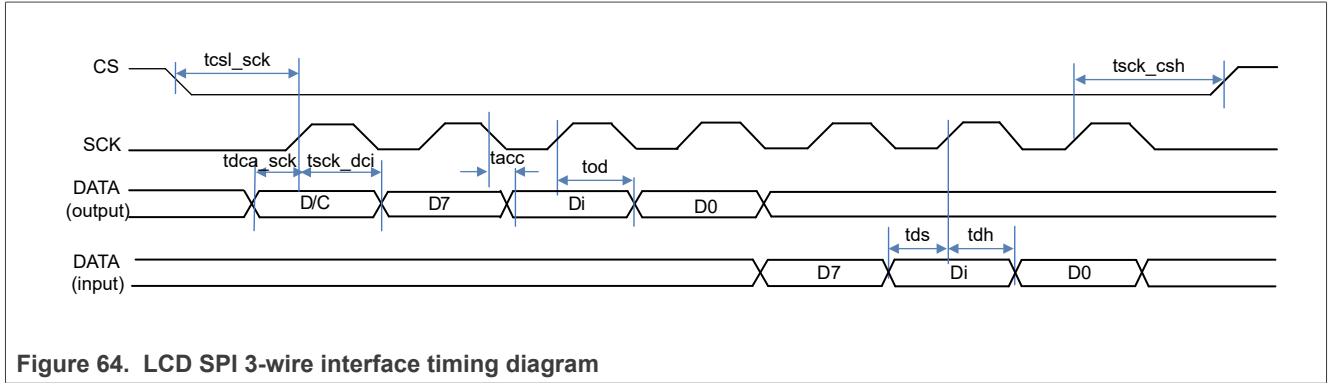 tcsl_sck
tsck_csh
CS
SCK
tdca_sck tsck_dci
tacc
tod
DATA
(output)
D/C
D7
Di
D0
tds
tdh
DATA
(input)
D7
Di
D0
Figure 64. LCD SPI 3-wire interface timing diagram